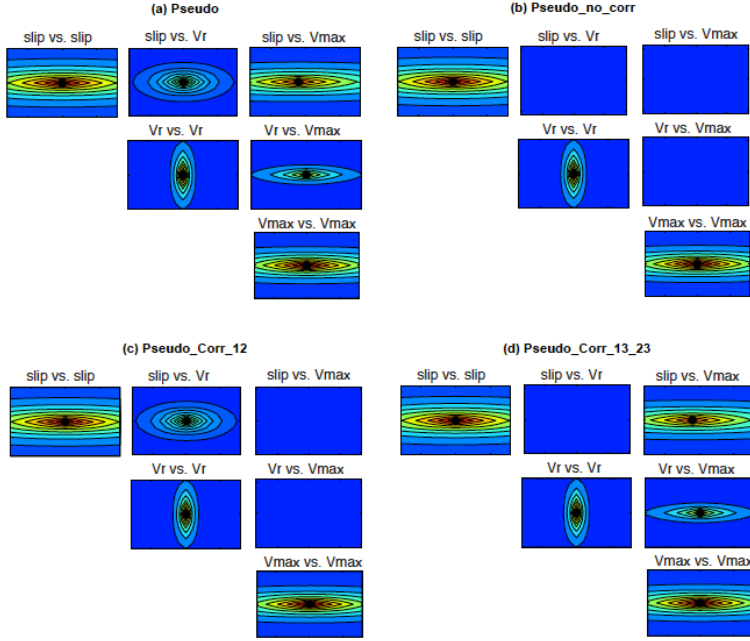 (a) Pseudo
slip vs. slip
slip vs. Vr
slip vs. Vmax
Vr vs. Vr
Vr vs. Vmax
Vmax vs. Vmax
(b) Pseudo_no_corr
slip vs. slip
slip vs. Vr
slip vs. Vmax
Vr vs. Vr
Vr vs. Vmax
Vmax vs. Vmax
(c) Pseudo_Corr_12
slip vs. slip
slip vs. Vr
slip vs. Vmax
Vr vs. Vr
Vr vs. Vmax
Vmax vs. Vmax
(d) Pseudo_Corr_13_23
slip vs. slip
slip vs. Vr
slip vs. Vmax
Vr vs. Vr
Vr vs. Vmax
Vmax vs. Vmax